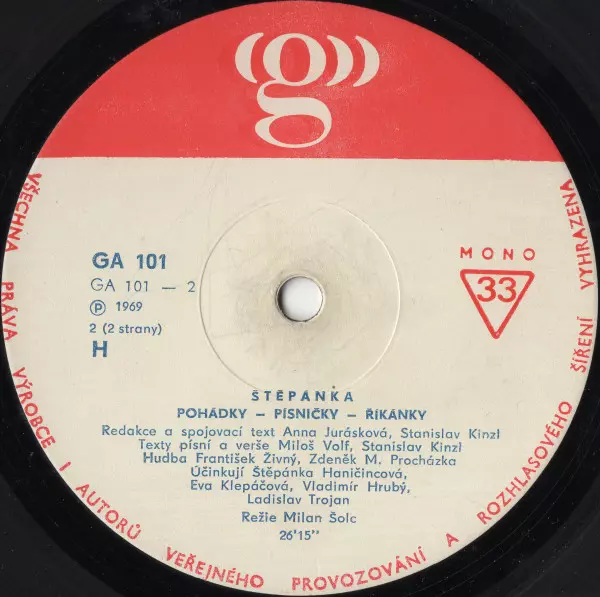 (g))
GA 101
GA 101 — 2
Ⓟ 1969
2 (2 strany)
H
MONO
33
ŠTĚPÁNKA
POHÁDKY – PÍSNIČKY – ŘÍKÁNKY
Redakce a spojovací text Anna Jurásková, Stanislav Kinzl
Texty písní a verše Miloš Volf, Stanislav Kinzl
Hudba František Živný, Zdeněk M. Procházka
Účinkují Štěpánka Haničincová,
Eva Klepáčová, Vladimír Hrubý,
Ladislav Trojan
Režie Milan Šolc
26'15"
VŠECHNA PRÁVA VÝROBCE I AUTORŮ VEŘEJNÉHO PROVOZOVÁNÍ A ROZHLASOVÉHO ŠÍŘENÍ VYHRAZENA